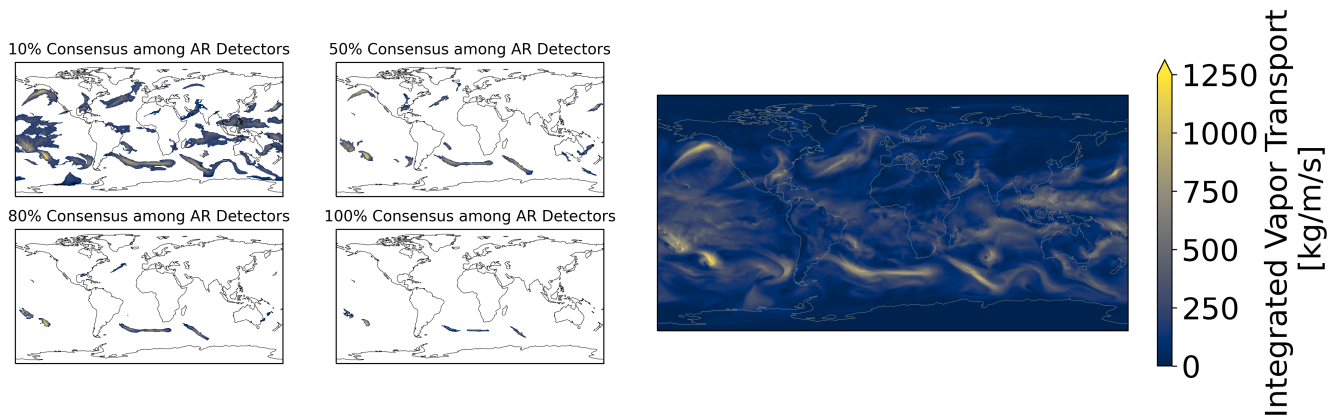 10% Consensus among AR Detectors
50% Consensus among AR Detectors
80% Consensus among AR Detectors
100% Consensus among AR Detectors
1250
1000
750
500
250
0
Integrated Vapor Transport
[kg/m/s]